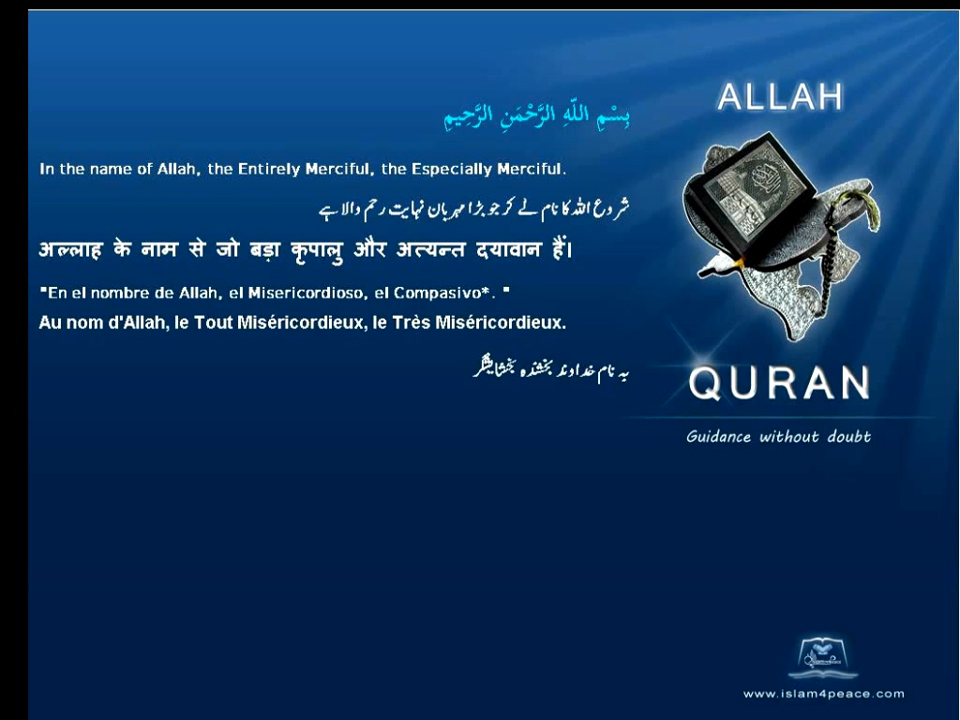 بِسْمِ اللَّهِ الرَّحْمَنِ الرَّحِيمِ
In the name of Allah, the Entirely Merciful, the Especially Merciful.
شروع الله کا نام لے کر جو بڑا مہربان نہایت رحم والا ہے
अल्लाह के नाम से जो बड़ा कृपालु और अत्यन्त दयावान हैं।
"En el nombre de Allah, el Misericordioso, el Compasivo*. "
Au nom d'Allah, le Tout Miséricordieux, le Très Miséricordieux.
به نام خداوند بخشنده بخشایشگر
ALLAH
QURAN
Guidance without doubt
www.islam4peace.com